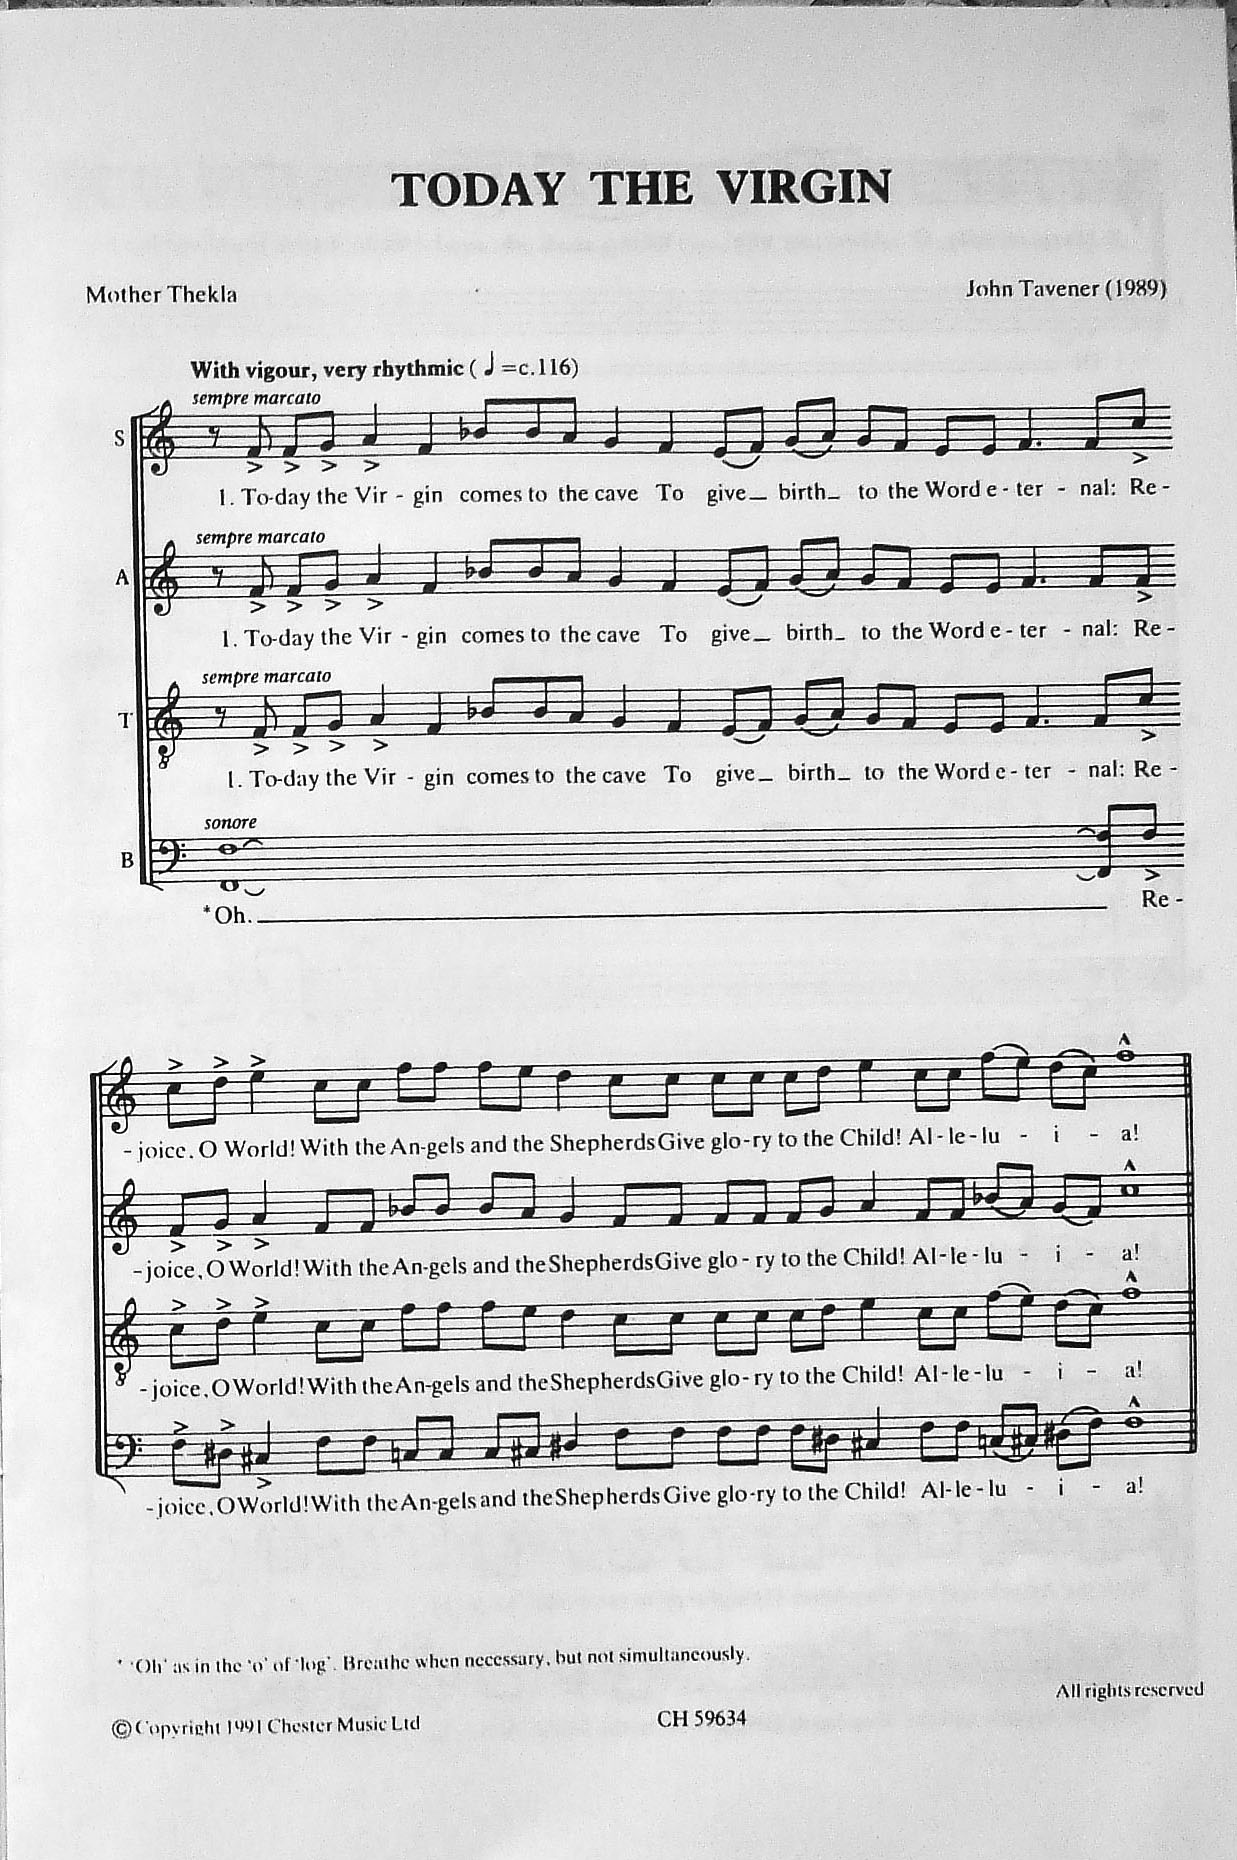 TODAY THE VIRGIN
Mother Thekla
John Tavener (1989)
With vigour, very rhythmic ( ♩ =c.116)
sempre marcato
S
1. To-day the Vir - gin comes to the cave To give_ birth_ to the Word e - ter - nal: Re -
sempre marcato
A
1. To-day the Vir - gin comes to the cave To give_ birth_ to the Word e - ter - nal: Re -
sempre marcato
T
8
1. To-day the Vir - gin comes to the cave To give_ birth_ to the Word e - ter - nal: Re -
sonore
B
*Oh. Re -
- joice, O World! With the An-gels and the Shepherds Give glo-ry to the Child! Al - le - lu - i - a!
- joice, O World! With the An-gels and the Shepherds Give glo - ry to the Child! Al - le - lu - i - a!
8
- joice, O World! With the An-gels and the Shepherds Give glo - ry to the Child! Al - le - lu - i - a!
- joice, O World! With the An-gels and the Shepherds Give glo - ry to the Child! Al - le - lu - i - a!
* 'Oh' as in the 'o' of 'log'. Breathe when necessary, but not simultaneously.
All rights reserved
© Copyright 1991 Chester Music Ltd
CH 59634